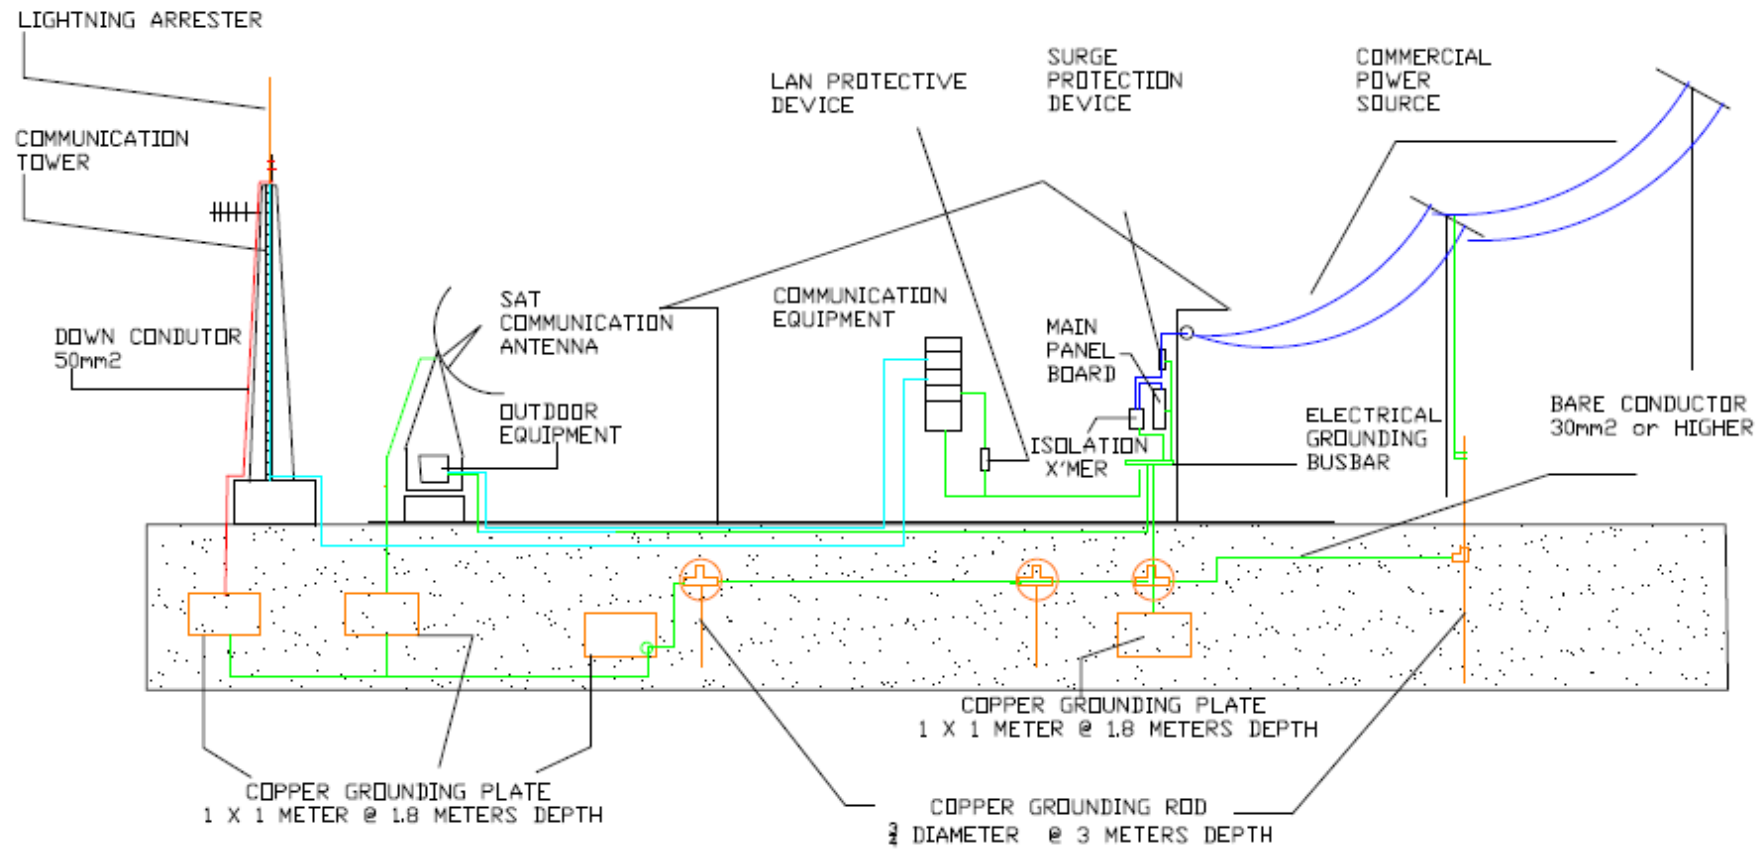 LIGHTNING ARRESTER
COMMUNICATION
TOWER
DOWN CONDUTOR
50mm2
SAT
COMMUNICATION
ANTENNA
OUTDOOR
EQUIPMENT
LAN PROTECTIVE
DEVICE
COMMUNICATION
EQUIPMENT
SURGE
PROTECTION
DEVICE
MAIN
PANEL
BOARD
ISOLATION
X'MER
COMMERCIAL
POWER
SOURCE
ELECTRICAL
GROUNDING
BUSBAR
BARE CONDUCTOR
30mm2 or HIGHER
COPPER GROUNDING PLATE
1 X 1 METER @ 1.8 METERS DEPTH
COPPER GROUNDING PLATE
1 X 1 METER @ 1.8 METERS DEPTH
COPPER GROUNDING ROD
3/4 DIAMETER @ 3 METERS DEPTH